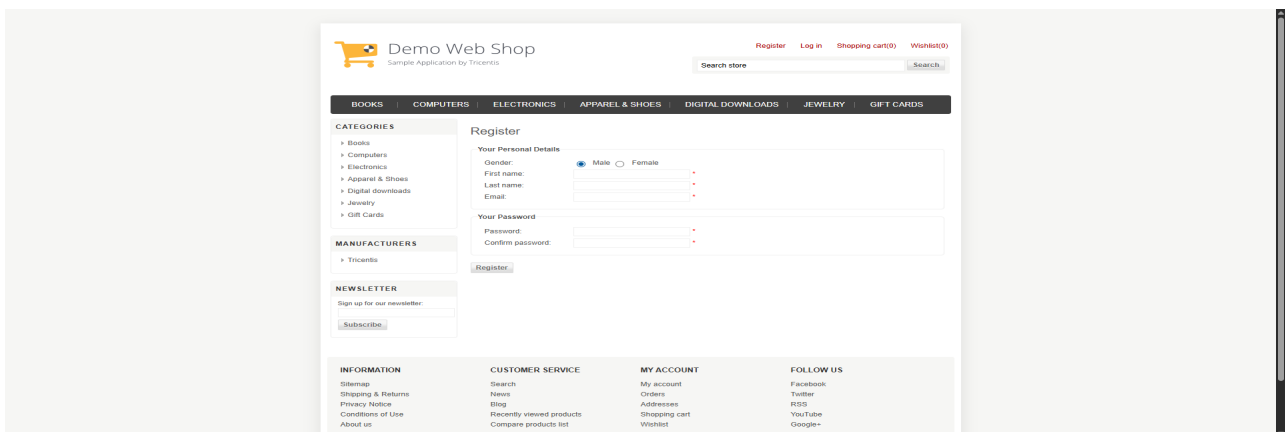 Demo Web Shop
Sample Application by Tricentis
Register Log in Shopping cart(0) Wishlist(0)
Search store Search
BOOKS | COMPUTERS | ELECTRONICS | APPAREL & SHOES | DIGITAL DOWNLOADS | JEWELRY | GIFT CARDS
CATEGORIES
Books
Computers
Electronics
Apparel & Shoes
Digital downloads
Jewelry
Gift Cards
MANUFACTURERS
Tricentis
NEWSLETTER
Sign up for our newsletter:
Subscribe
Register
Your Personal Details
Gender: Male Female
First name: *
Last name: *
Email: *
Your Password
Password: *
Confirm password: *
Register
INFORMATION
Sitemap
Shipping & Returns
Privacy Notice
Conditions of Use
About us
CUSTOMER SERVICE
Search
News
Blog
Recently viewed products
Compare products list
MY ACCOUNT
My account
Orders
Addresses
Shopping cart
Wishlist
FOLLOW US
Facebook
Twitter
RSS
YouTube
Google+